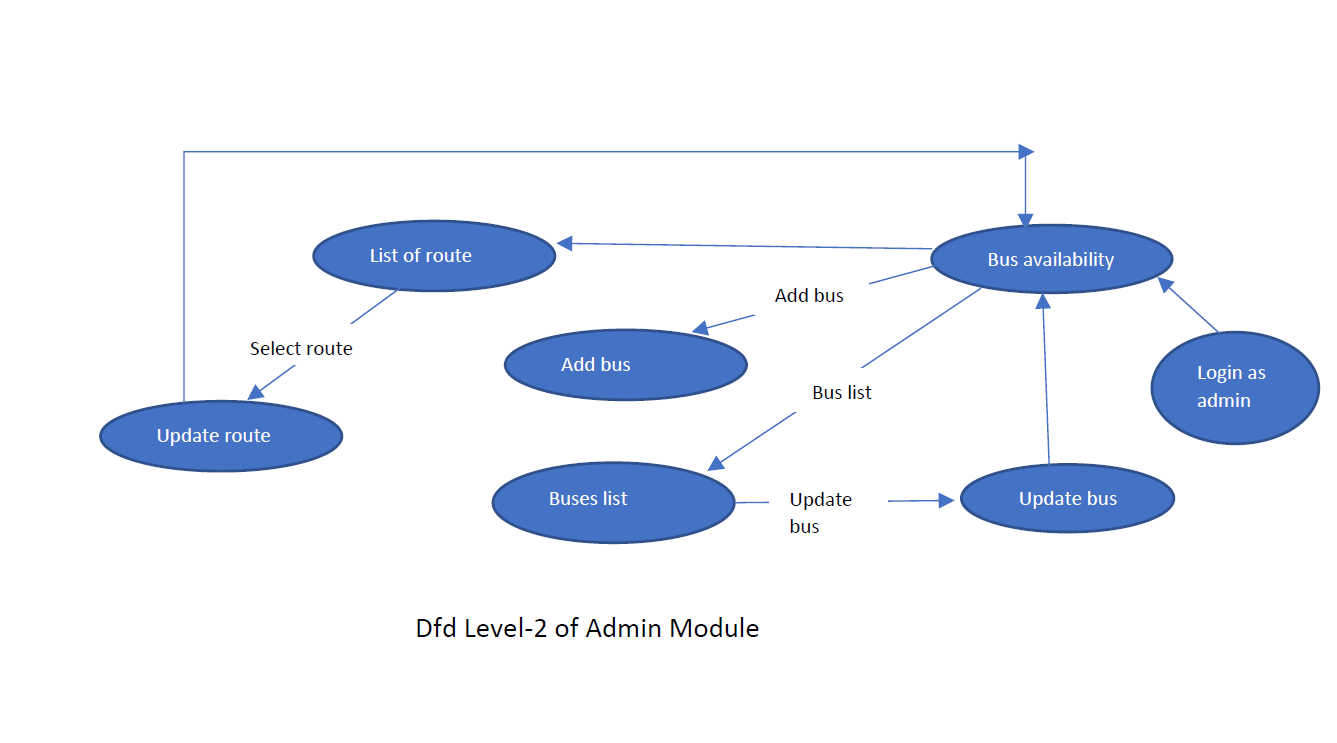 List of route
Bus availability
Add bus
Select route
Add bus
Login as
admin
Bus list
Update route
Buses list
Update
bus
Update bus
Dfd Level-2 of Admin Module